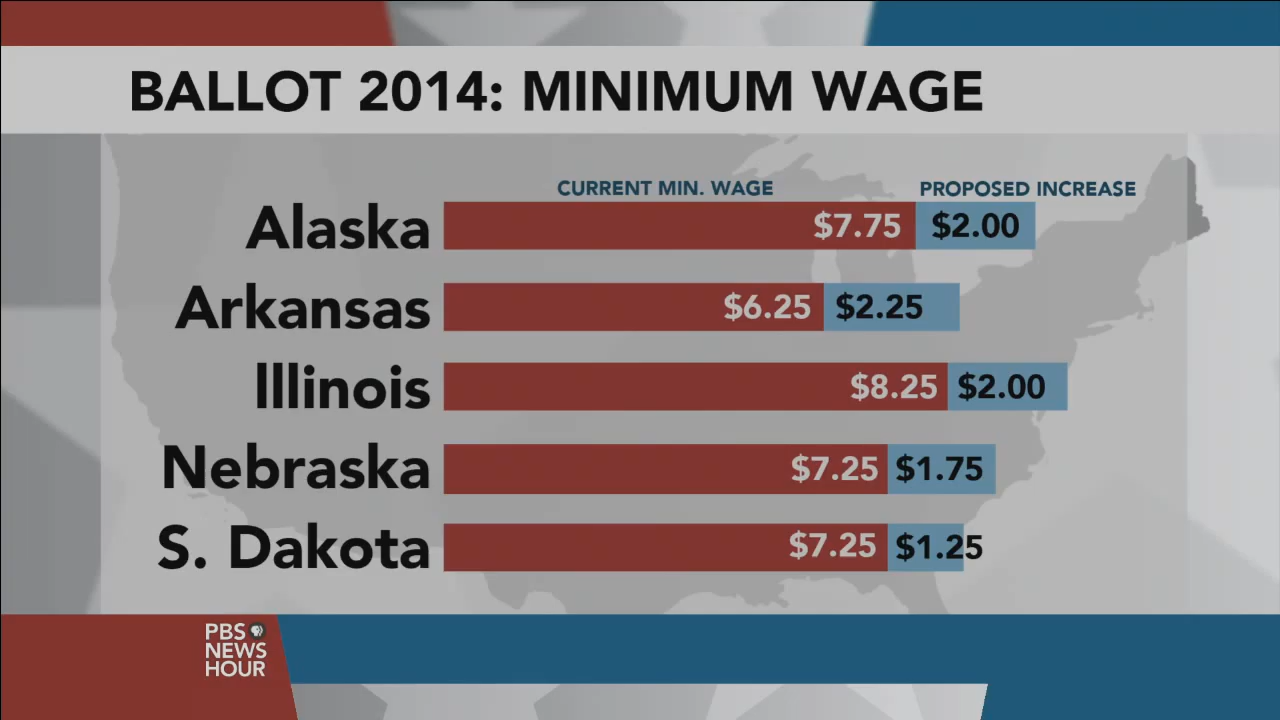 BALLOT 2014: MINIMUM WAGE
CURRENT MIN. WAGE PROPOSED INCREASE
Alaska $7.75 $2.00
Arkansas $6.25 $2.25
Illinois $8.25 $2.00
Nebraska $7.25 $1.75
S. Dakota $7.25 $1.25
PBS
NEWS
HOUR